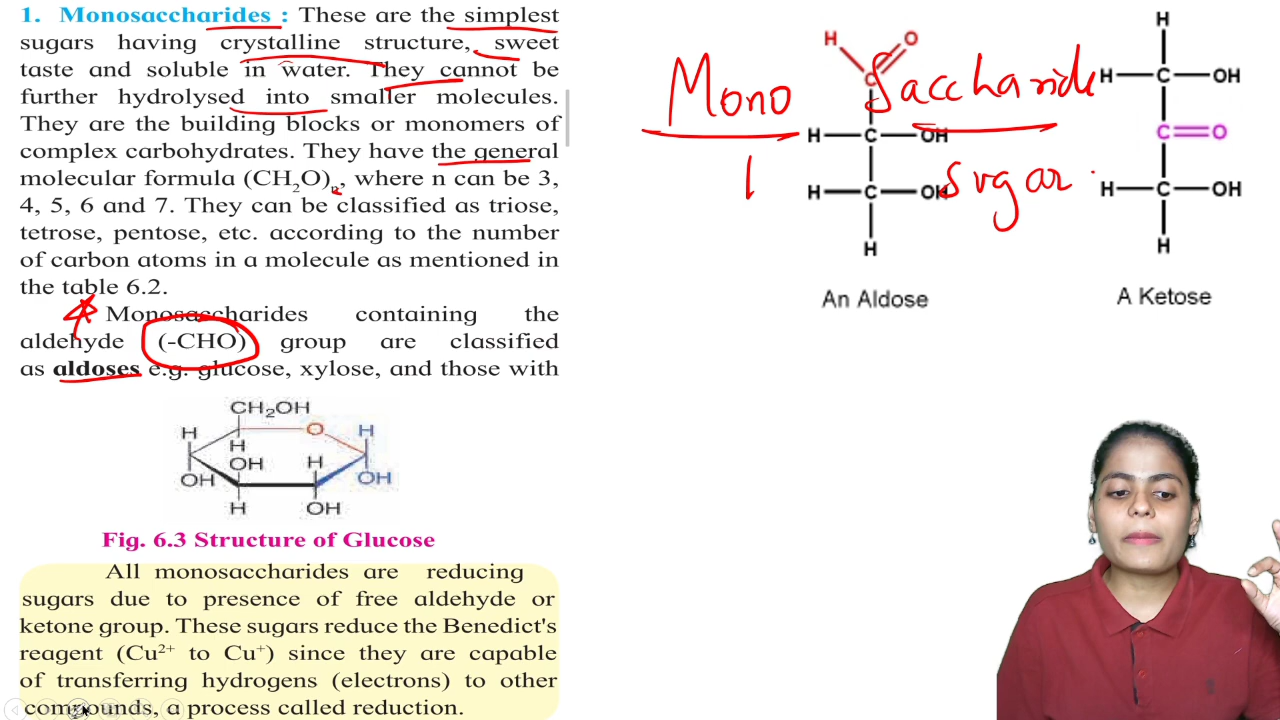 1. Monosaccharides : These are the simplest
sugars having crystalline structure, sweet
taste and soluble in water. They cannot be
further hydrolysed into smaller molecules.
They are the building blocks or monomers of
complex carbohydrates. They have the general
molecular formula (CH₂O)ₙ, where n can be 3,
4, 5, 6 and 7. They can be classified as triose,
tetrose, pentose, etc. according to the number
of carbon atoms in a molecule as mentioned in
the table 6.2.
Monosaccharides containing the
aldehyde (-CHO) group are classified
as aldoses e.g. glucose, xylose, and those with
CH₂OH
H O H
H
OH H
OH OH
H OH
Fig. 6.3 Structure of Glucose
All monosaccharides are reducing
sugars due to presence of free aldehyde or
ketone group. These sugars reduce the Benedict's
reagent (Cu²⁺ to Cu⁺) since they are capable
of transferring hydrogens (electrons) to other
compounds, a process called reduction.
Mono Saccharide
1 sugar
H O
C
H C OH
H C OH
H
An Aldose
H
H C OH
C O
H C OH
H
A Ketose